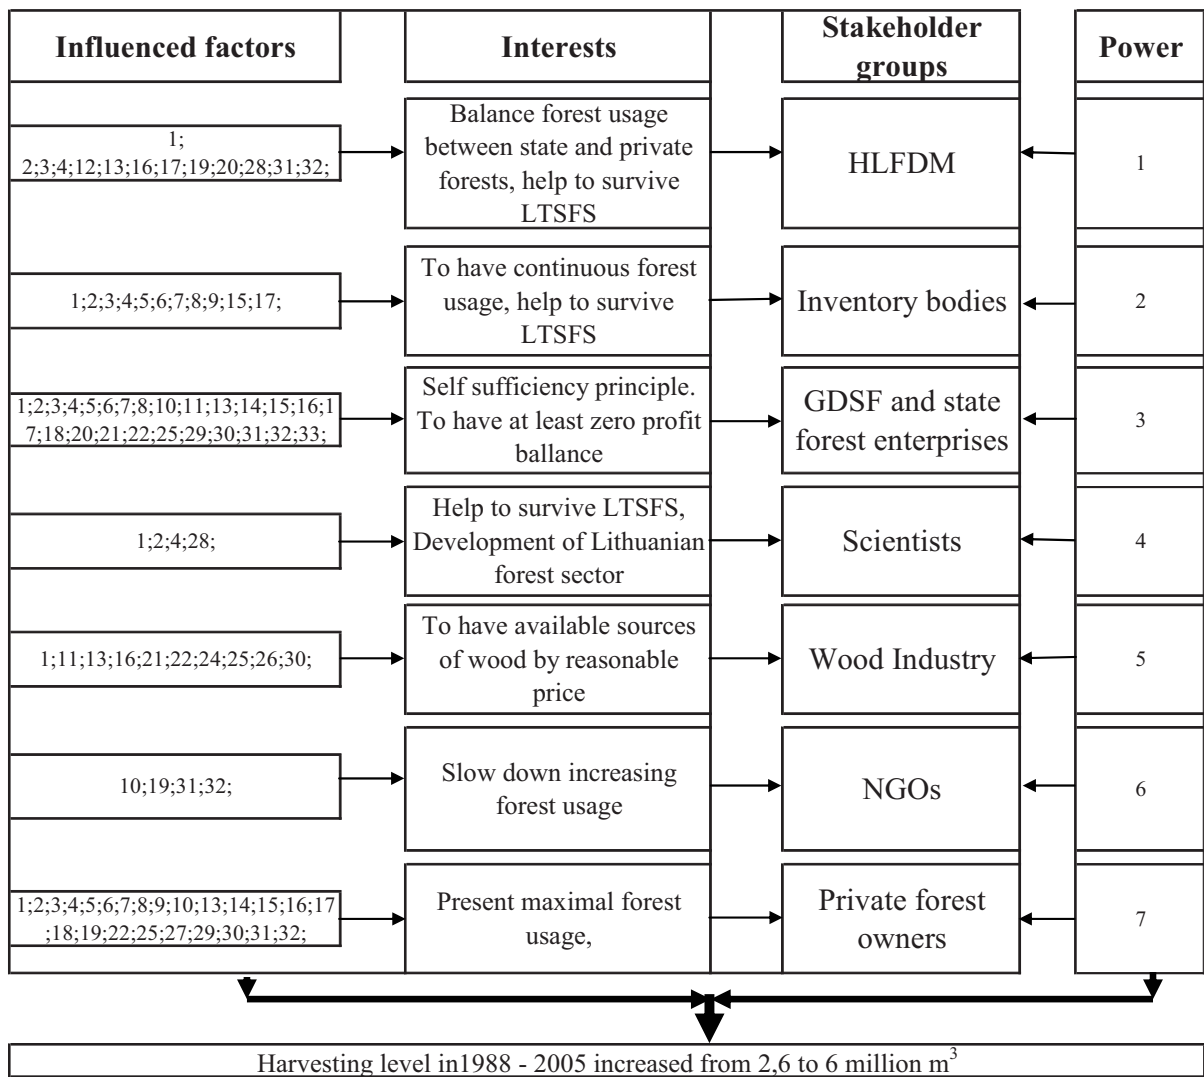 Influenced factors
Interests
Stakeholder
groups
Power
1;
2;3;4;12;13;16;17;19;20;28;31;32;
Balance forest usage
between state and private
forests, help to survive
LTSFS
HLFDM
1
1;2;3;4;5;6;7;8;9;15;17;
To have continuous forest
usage, help to survive
LTSFS
Inventory bodies
2
1;2;3;4;5;6;7;8;10;11;13;14;15;16;1
7;18;20;21;22;25;29;30;31;32;33;
Self sufficiency principle.
To have at least zero profit
ballance
GDSF and state
forest enterprises
3
1;2;4;28;
Help to survive LTSFS,
Development of Lithuanian
forest sector
Scientists
4
1;11;13;16;21;22;24;25;26;30;
To have available sources
of wood by reasonable
price
Wood Industry
5
10;19;31;32;
Slow down increasing
forest usage
NGOs
6
1;2;3;4;5;6;7;8;9;10;13;14;15;16;17
;18;19;22;25;27;29;30;31;32;
Present maximal forest
usage,
Private forest
owners
7
Harvesting level in1988 - 2005 increased from 2,6 to 6 million m³